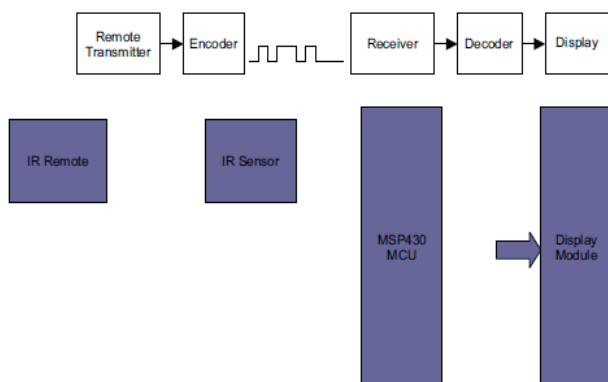 Remote
Transmitter
Encoder
Receiver
Decoder
Display
IR Remote
IR Sensor
MSP430
MCU
Display
Module